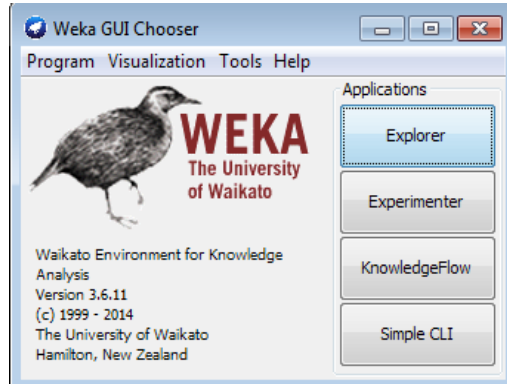 Weka GUI Chooser
Program Visualization Tools Help
Applications
WEKA
The University
of Waikato
Explorer
Experimenter
KnowledgeFlow
Simple CLI
Waikato Environment for Knowledge
Analysis
Version 3.6.11
(c) 1999 - 2014
The University of Waikato
Hamilton, New Zealand